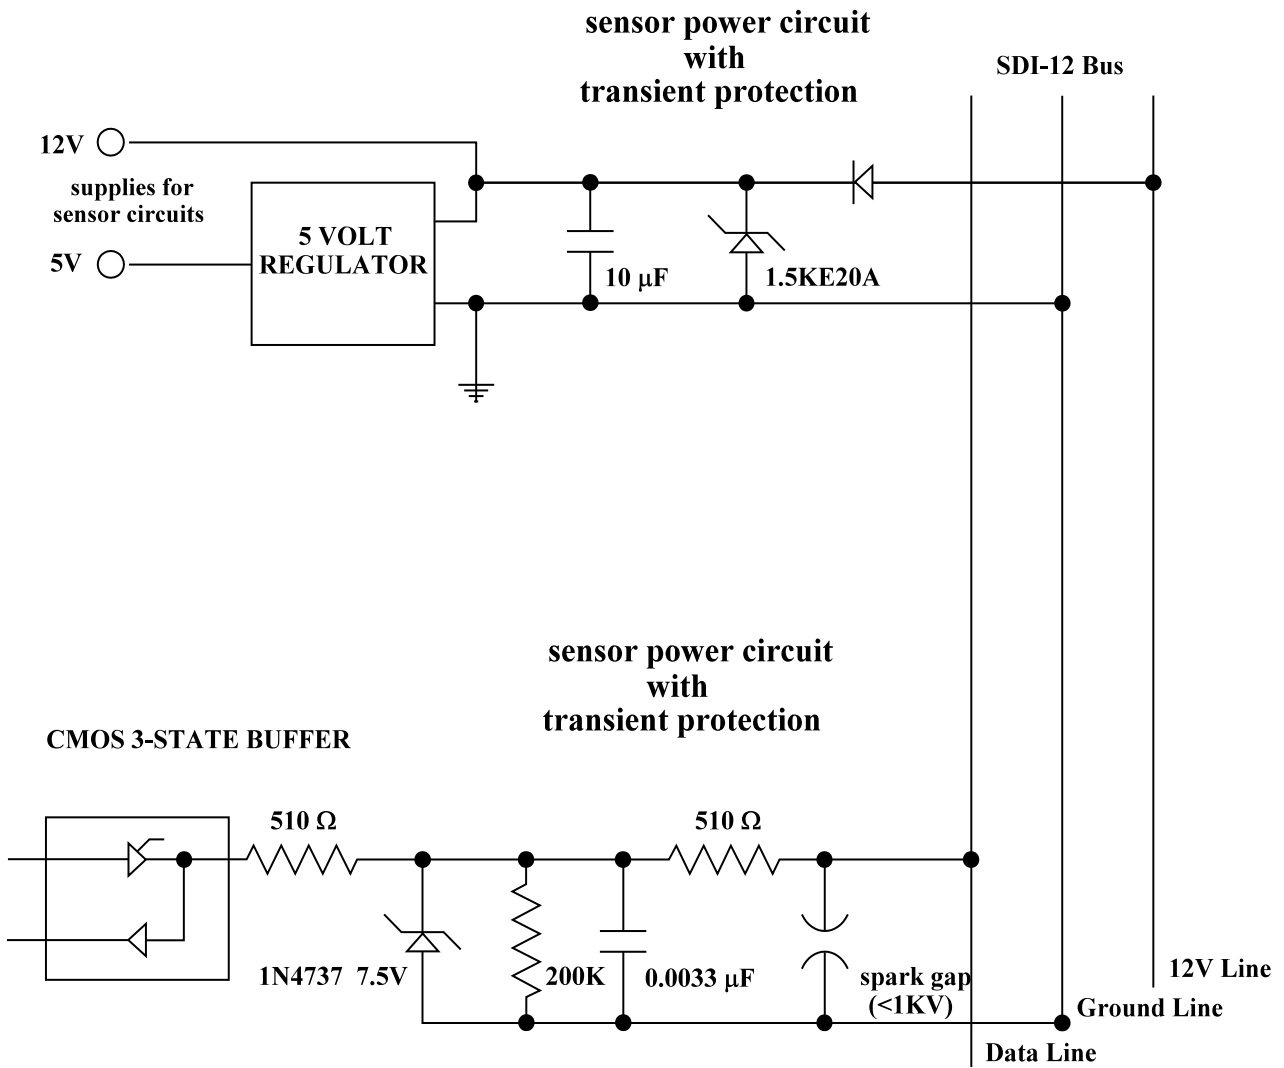 sensor power circuit
with
transient protection
SDI-12 Bus
12V
supplies for
sensor circuits
5V
5 VOLT
REGULATOR
10 μF
1.5KE20A
sensor power circuit
with
transient protection
CMOS 3-STATE BUFFER
510 Ω
510 Ω
1N4737 7.5V
200K
0.0033 μF
spark gap
(<1KV)
12V Line
Ground Line
Data Line